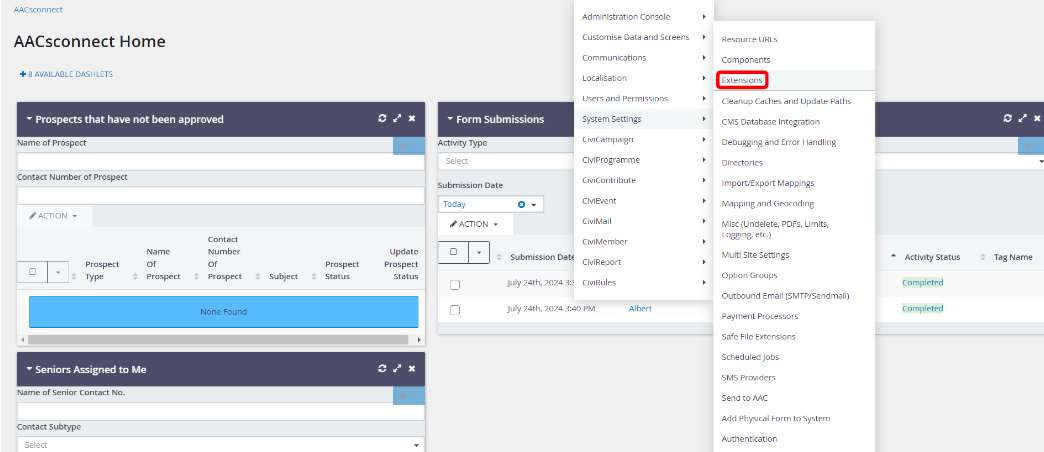 AACsconnect
AACsconnect Home
8 AVAILABLE DASHLETS
Prospects that have not been approved
Name of Prospect
Contact Number of Prospect
ACTION
Prospect Type
Name Of Prospect
Contact Number Of Prospect
Subject
Prospect Status
Update Prospect Status
None Found
Seniors Assigned to Me
Name of Senior Contact No.
Contact Subtype
Select
Form Submissions
Activity Type
Select
Submission Date
Today
ACTION
Submission Date
Activity Status
Tag Name
July 24th, 2024 3:3
Completed
July 24th, 2024 3:40 PM
Albert
Completed
Administration Console
Customise Data and Screens
Communications
Localisation
Users and Permissions
System Settings
CiviCampaign
CiviProgramme
CiviContribute
CiviEvent
CiviMail
CiviMember
CiviReport
CiviRules
Resource URLs
Components
Extensions
Cleanup Caches and Update Paths
CMS Database Integration
Debugging and Error Handling
Directories
Import/Export Mappings
Mapping and Geocoding
Misc (Undelete, PDFs, Limits,
Logging, etc.)
Multi Site Settings
Option Groups
Outbound Email (SMTP/Sendmail)
Payment Processors
Safe File Extensions
Scheduled Jobs
SMS Providers
Send to AAC
Add Physical Form to System
Authentication